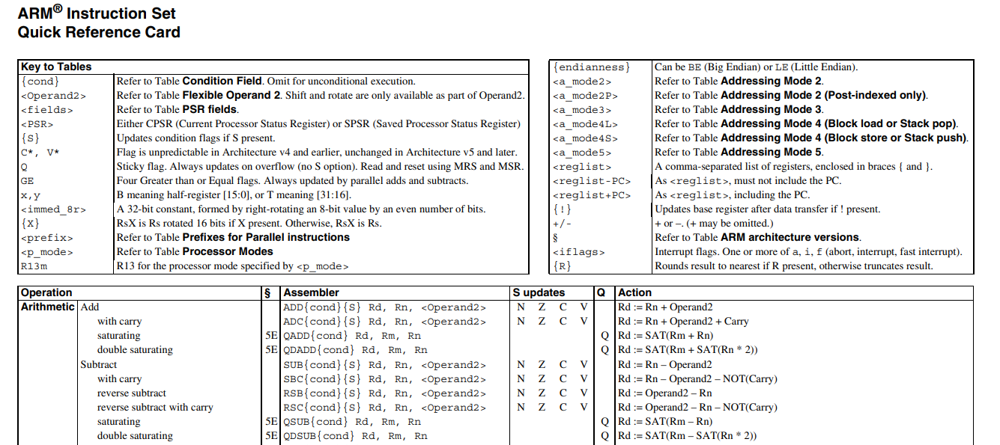 ARM® Instruction Set
Quick Reference Card
Key to Tables
{cond} Refer to Table Condition Field. Omit for unconditional execution.
<Operand2> Refer to Table Flexible Operand 2. Shift and rotate are only available as part of Operand2.
<fields> Refer to Table PSR fields.
<PSR> Either CPSR (Current Processor Status Register) or SPSR (Saved Processor Status Register)
{S} Updates condition flags if S present.
C*, V* Flag is unpredictable in Architecture v4 and earlier, unchanged in Architecture v5 and later.
Q Sticky flag. Always updates on overflow (no S option). Read and reset using MRS and MSR.
GE Four Greater than or Equal flags. Always updated by parallel adds and subtracts.
x,y B meaning half-register [15:0], or T meaning [31:16].
<immed_8r> A 32-bit constant, formed by right-rotating an 8-bit value by an even number of bits.
{X} RsX is Rs rotated 16 bits if X present. Otherwise, RsX is Rs.
<prefix> Refer to Table Prefixes for Parallel instructions
<p_mode> Refer to Table Processor Modes
R13m R13 for the processor mode specified by <p_mode>
{endianness} Can be BE (Big Endian) or LE (Little Endian).
<a_mode2> Refer to Table Addressing Mode 2.
<a_mode2P> Refer to Table Addressing Mode 2 (Post-indexed only).
<a_mode3> Refer to Table Addressing Mode 3.
<a_mode4L> Refer to Table Addressing Mode 4 (Block load or Stack pop).
<a_mode4S> Refer to Table Addressing Mode 4 (Block store or Stack push).
<a_mode5> Refer to Table Addressing Mode 5.
<reglist> A comma-separated list of registers, enclosed in braces { and }.
<reglist-PC> As <reglist>, must not include the PC.
<reglist+PC> As <reglist>, including the PC.
{!} Updates base register after data transfer if ! present.
+/- + or –. (+ may be omitted.)
§ Refer to Table ARM architecture versions.
<iflags> Interrupt flags. One or more of a, i, f (abort, interrupt, fast interrupt).
{R} Rounds result to nearest if R present, otherwise truncates result.
Operation § Assembler S updates Q Action
Arithmetic Add ADD{cond}{S} Rd, Rn, <Operand2> N Z C V Rd := Rn + Operand2
with carry ADC{cond}{S} Rd, Rn, <Operand2> N Z C V Rd := Rn + Operand2 + Carry
saturating 5E QADD{cond} Rd, Rm, Rn Q Rd := SAT(Rm + Rn)
double saturating 5E QDADD{cond} Rd, Rm, Rn Q Rd := SAT(Rm + SAT(Rn * 2))
Subtract SUB{cond}{S} Rd, Rn, <Operand2> N Z C V Rd := Rn – Operand2
with carry SBC{cond}{S} Rd, Rn, <Operand2> N Z C V Rd := Rn – Operand2 – NOT(Carry)
reverse subtract RSB{cond}{S} Rd, Rn, <Operand2> N Z C V Rd := Operand2 – Rn
reverse subtract with carry RSC{cond}{S} Rd, Rn, <Operand2> N Z C V Rd := Operand2 – Rn – NOT(Carry)
saturating 5E QSUB{cond} Rd, Rm, Rn Q Rd := SAT(Rm – Rn)
double saturating 5E QDSUB{cond} Rd, Rm, Rn Q Rd := SAT(Rm – SAT(Rn * 2))